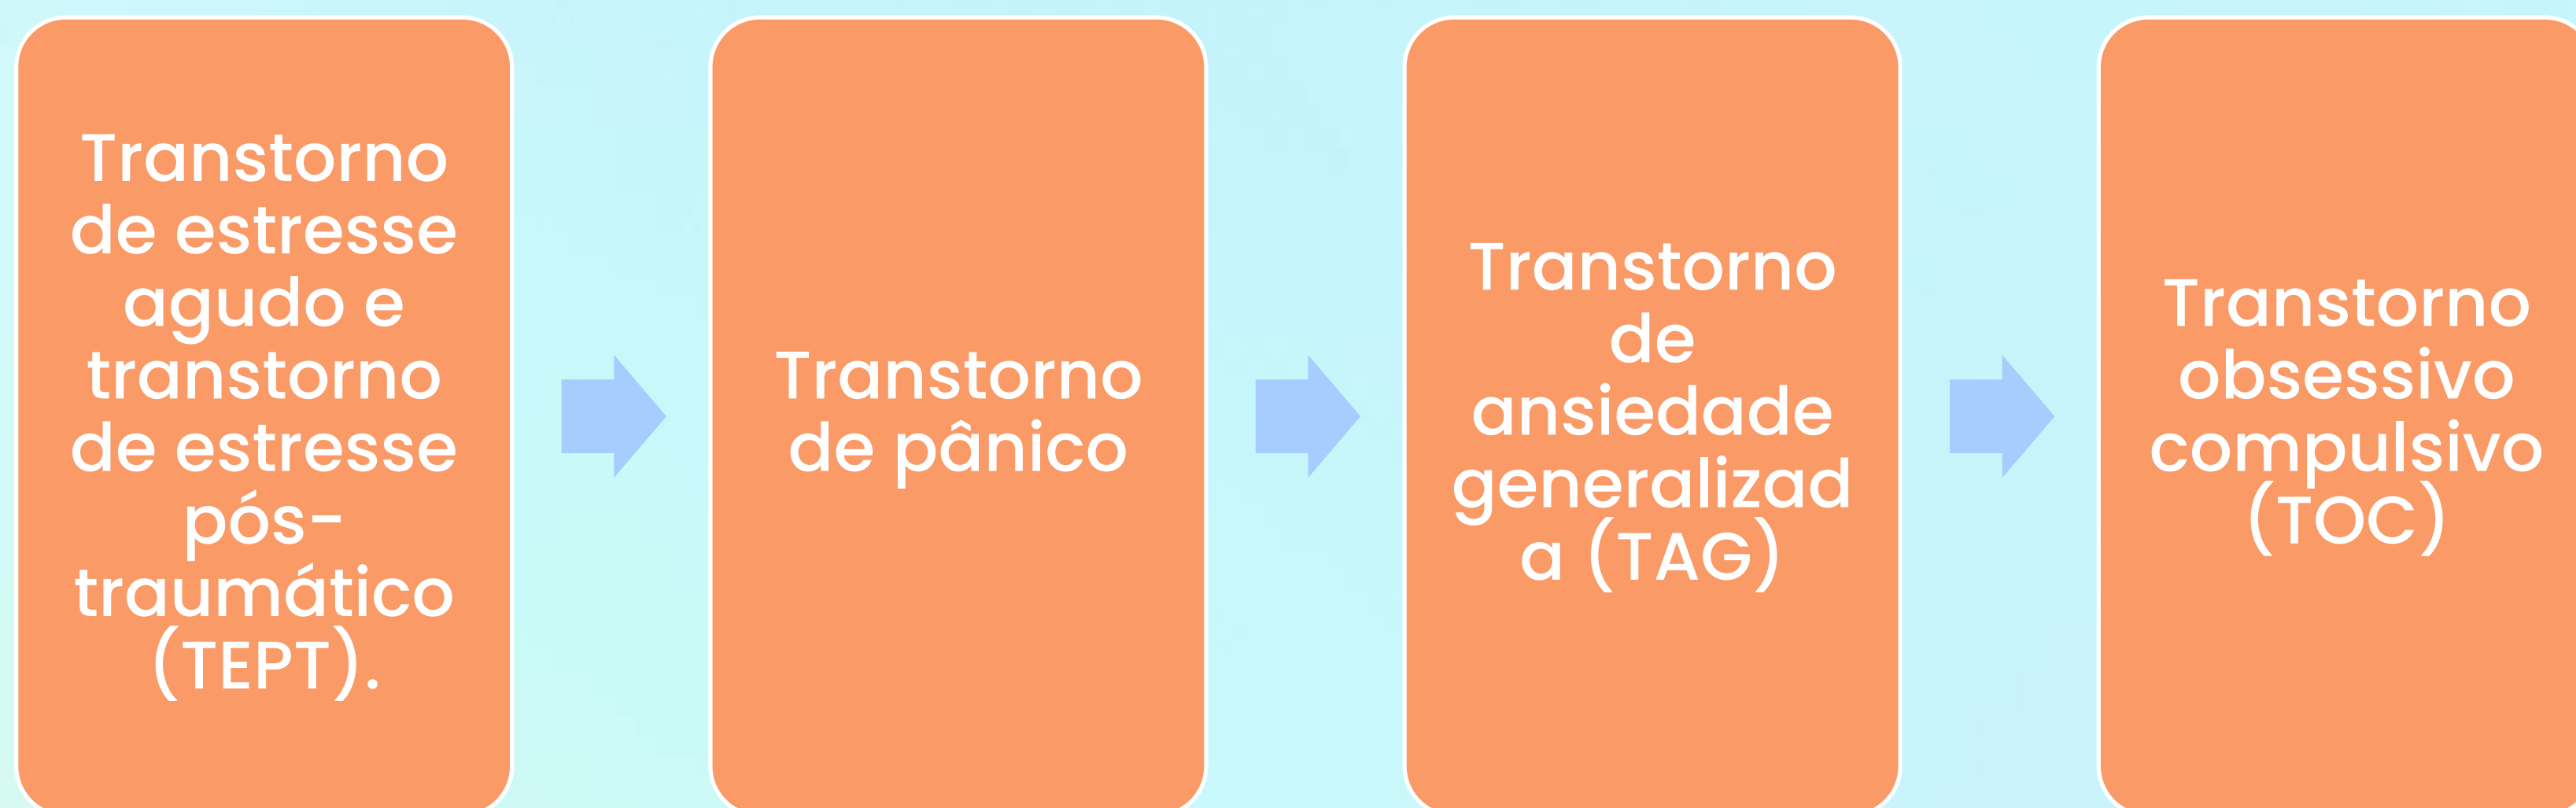 Transtorno
de estresse
agudo e
transtorno
de estresse
pós-
traumático
(TEPT).
Transtorno
de pânico
Transtorno
de
ansiedade
generalizad
a (TAG)
Transtorno
obsessivo
compulsivo
(TOC)